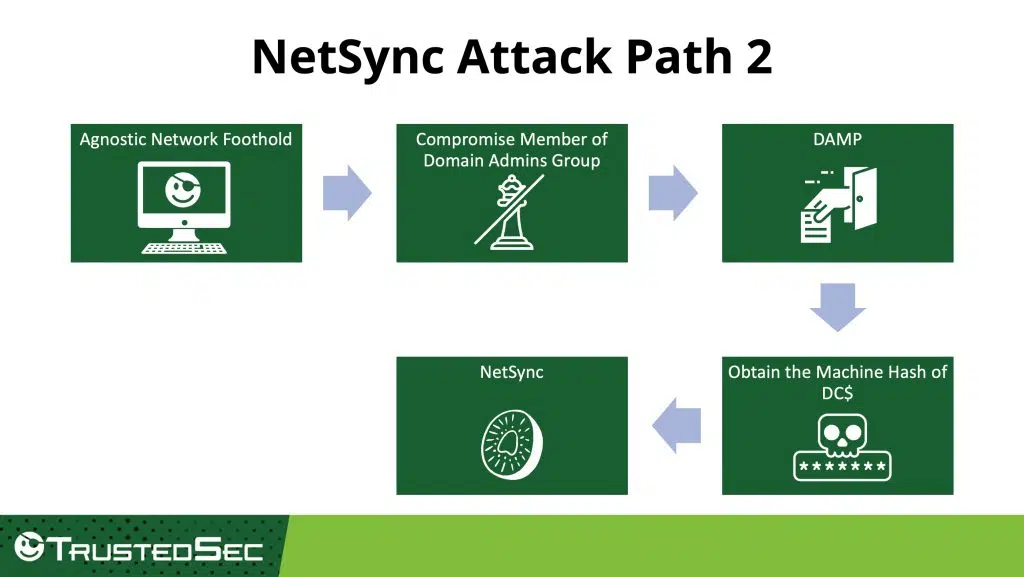 NetSync Attack Path 2
Agnostic Network Foothold
Compromise Member of
Domain Admins Group
DAMP
NetSync
Obtain the Machine Hash of
DC$
*******
TRUSTEDSEC